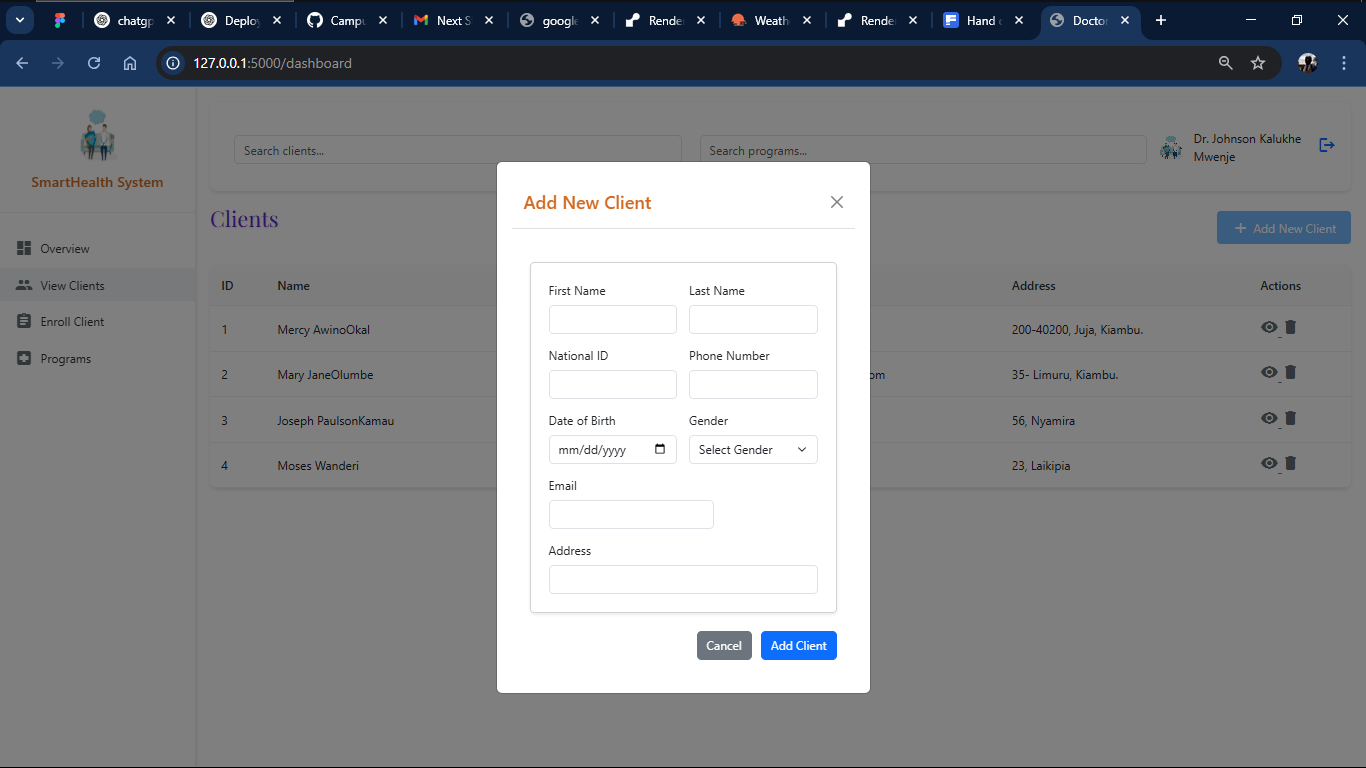 chatgp
Deploy
Campu
Next S
google
Render
Weath
Render
Hand
Docto
127.0.0.1:5000/dashboard
SmartHealth System
Overview
View Clients
Enroll Client
Programs
Search clients...
Search programs...
Dr. Johnson Kalukhe
Mwenje
Clients
Add New Client
ID Name Address Actions
1 Mercy AwinoOkal 200-40200, Juja, Kiambu.
2 Mary JaneOlumbe om 35- Limuru, Kiambu.
3 Joseph PaulsonKamau 56, Nyamira
4 Moses Wanderi 23, Laikipia
Add New Client
First Name Last Name
National ID Phone Number
Date of Birth Gender
mm/dd/yyyy Select Gender
Email
Address
Cancel Add Client